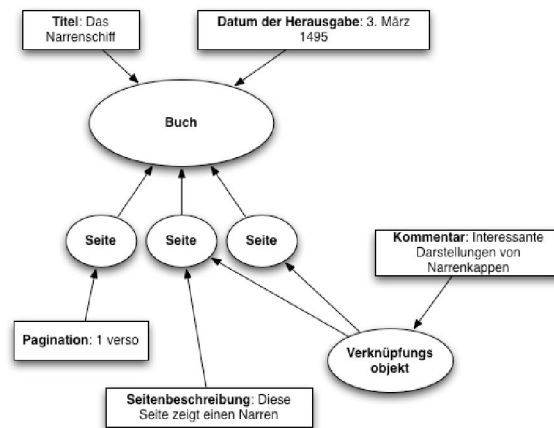 Titel: Das
Narrenschiff
Datum der Herausgabe: 3. März
1495
Buch
Seite
Seite
Seite
Kommentar: Interessante
Darstellungen von
Narrenkappen
Pagination: 1 verso
Verknüpfungs
objekt
Seitenbeschreibung: Diese
Seite zeigt einen Narren